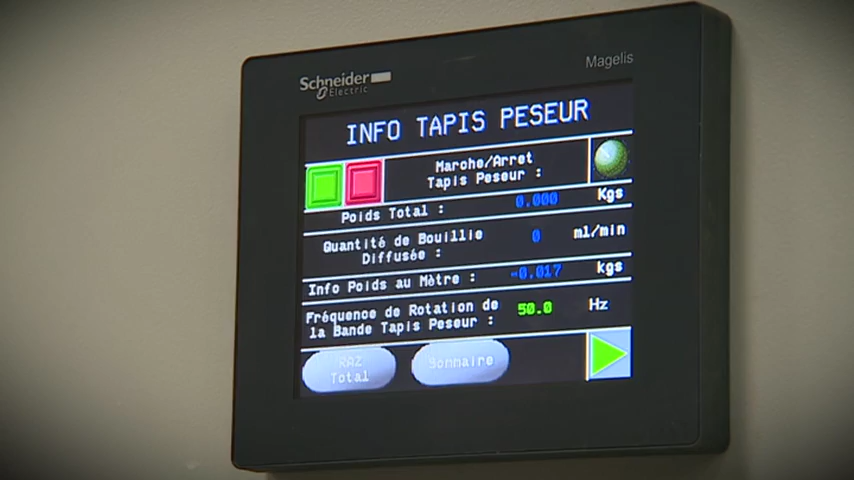 Schneider
Electric
Magelis
INFO TAPIS PESEUR
Marche/Arret
Tapis Peseur :
Poids Total : 0.000 Kgs
Quantité de Bouillie
Diffusée : 0 ml/min
Info Poids au Mètre : -0.017 kgs
Fréquence de Rotation de
la Bande Tapis Peseur : 50.0 Hz
RAZ
Total
Sommaire